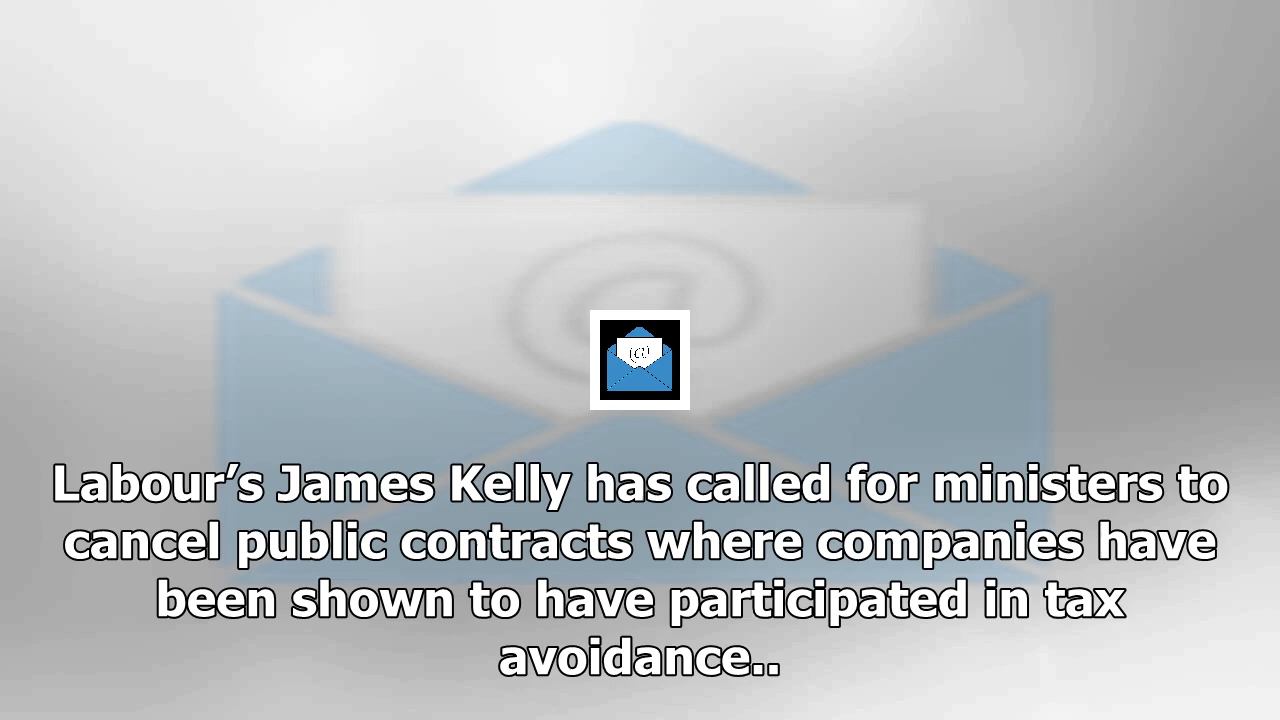 @
@
Labour’s James Kelly has called for ministers to
cancel public contracts where companies have
been shown to have participated in tax
avoidance..